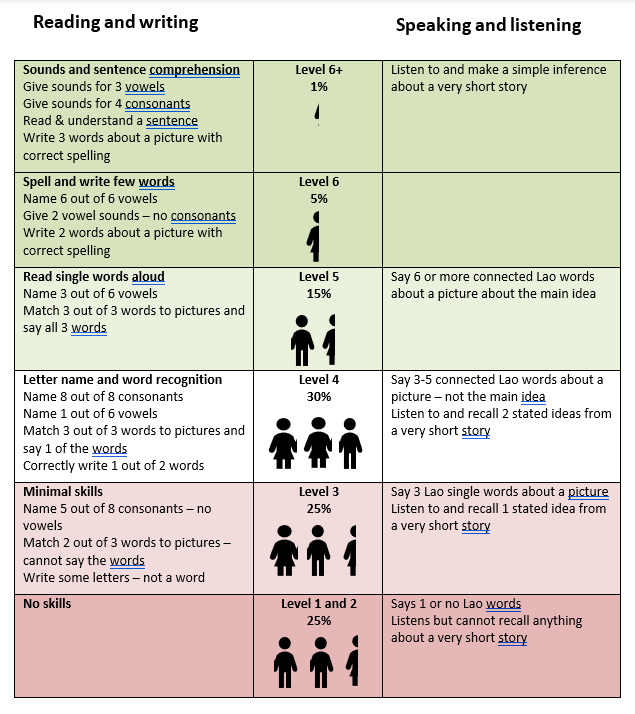 Reading and writing
Speaking and listening
Sounds and sentence comprehension
Give sounds for 3 vowels
Give sounds for 4 consonants
Read & understand a sentence
Write 3 words about a picture with
correct spelling
Level 6+
1%
Listen to and make a simple inference
about a very short story
Spell and write few words
Name 6 out of 6 vowels
Give 2 vowel sounds – no consonants
Write 2 words about a picture with
correct spelling
Level 6
5%
Read single words aloud
Name 3 out of 6 vowels
Match 3 out of 3 words to pictures and
say all 3 words
Level 5
15%
Say 6 or more connected Lao words
about a picture about the main idea
Letter name and word recognition
Name 8 out of 8 consonants
Name 1 out of 6 vowels
Match 3 out of 3 words to pictures and
say 1 of the words
Correctly write 1 out of 2 words
Level 4
30%
Say 3-5 connected Lao words about a
picture – not the main idea
Listen to and recall 2 stated ideas from
a very short story
Minimal skills
Name 5 out of 8 consonants – no
vowels
Match 2 out of 3 words to pictures –
cannot say the words
Write some letters – not a word
Level 3
25%
Say 3 Lao single words about a picture
Listen to and recall 1 stated idea from
a very short story
No skills
Level 1 and 2
25%
Says 1 or no Lao words
Listens but cannot recall anything
about a very short story